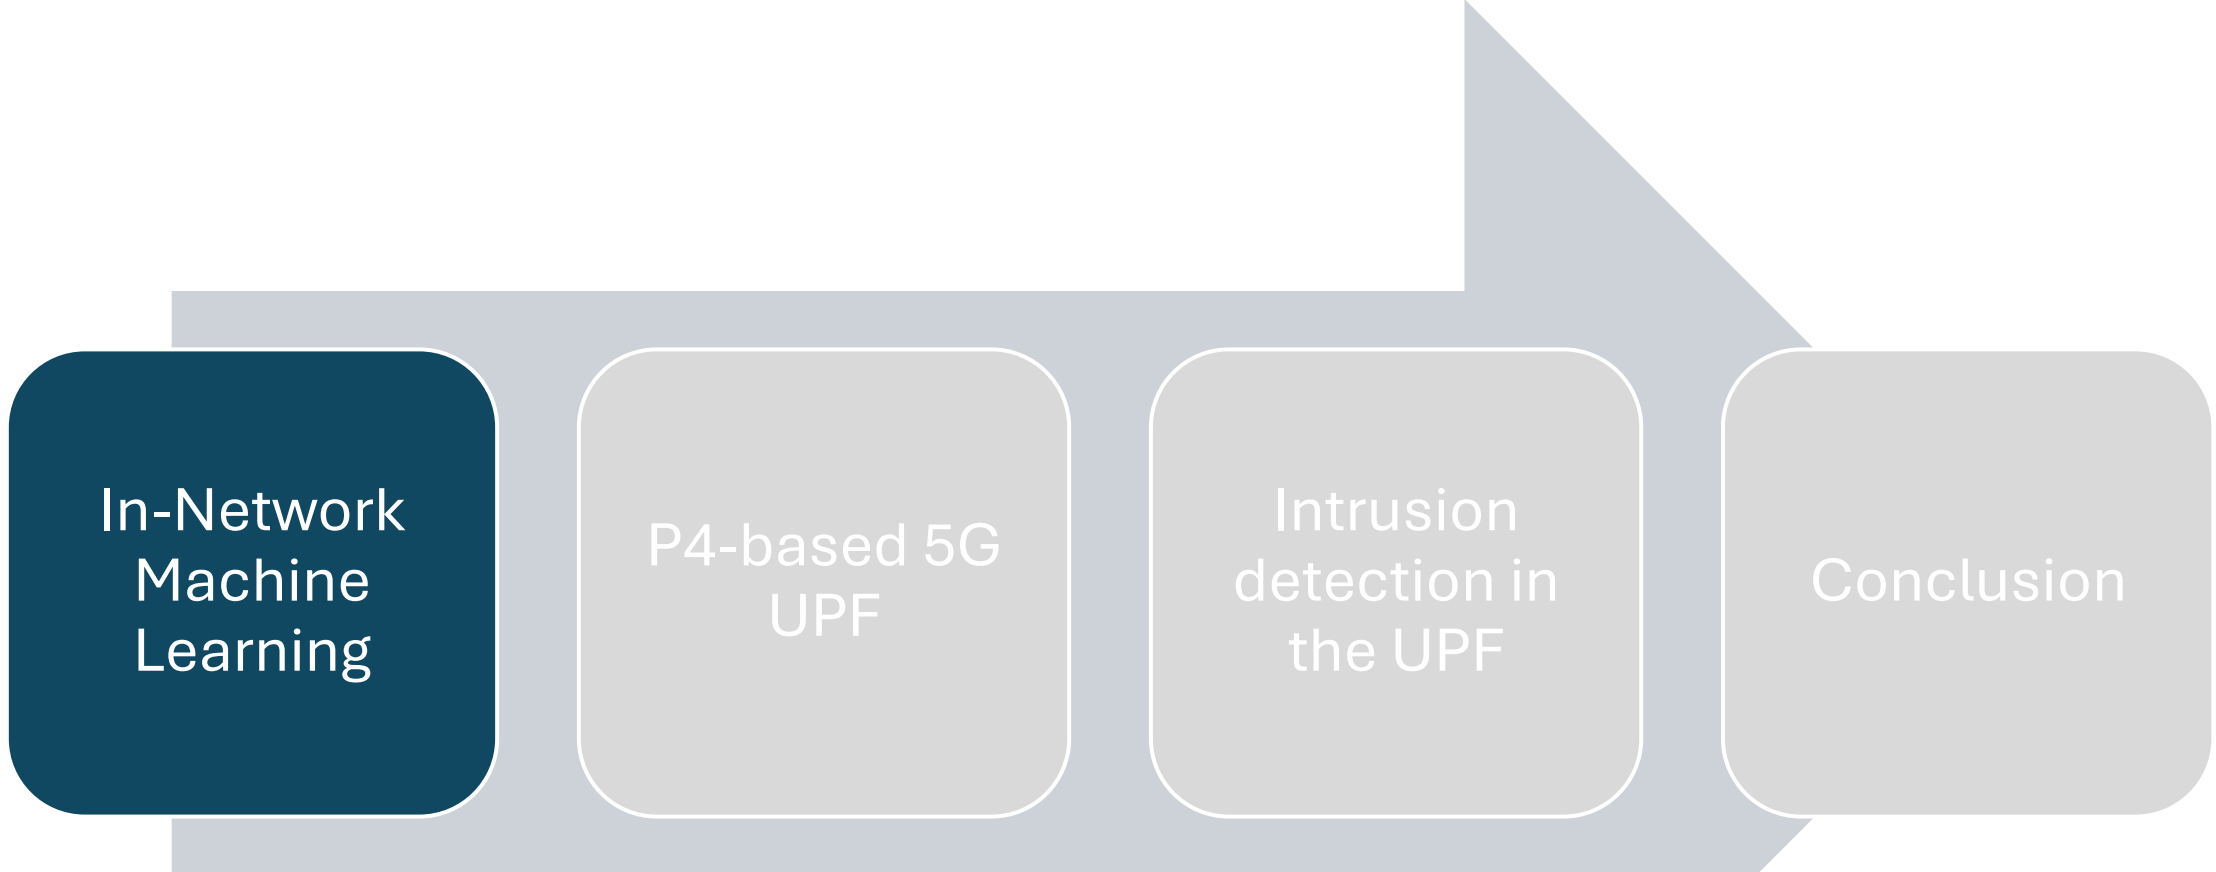 In-Network
Machine
Learning
P4-based 5G
UPF
Intrusion
detection in
the UPF
Conclusion